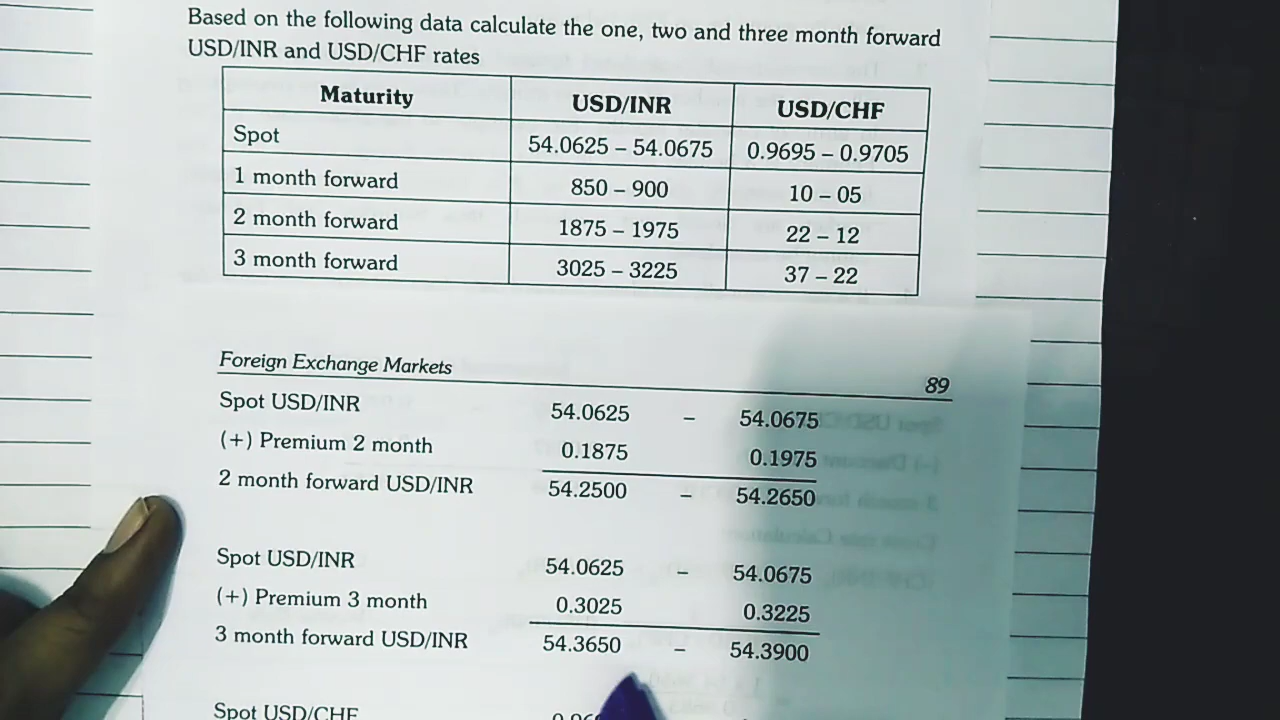 Based on the following data calculate the one, two and three month forward
USD/INR and USD/CHF rates
Maturity USD/INR USD/CHF
Spot 54.0625 – 54.0675 0.9695 – 0.9705
1 month forward 850 – 900 10 – 05
2 month forward 1875 – 1975 22 – 12
3 month forward 3025 – 3225 37 – 22
Foreign Exchange Markets 89
Spot USD/INR 54.0625 – 54.0675
(+) Premium 2 month 0.1875 0.1975
2 month forward USD/INR 54.2500 – 54.2650
Spot USD/INR 54.0625 – 54.0675
(+) Premium 3 month 0.3025 0.3225
3 month forward USD/INR 54.3650 – 54.3900
Spot USD/CHF